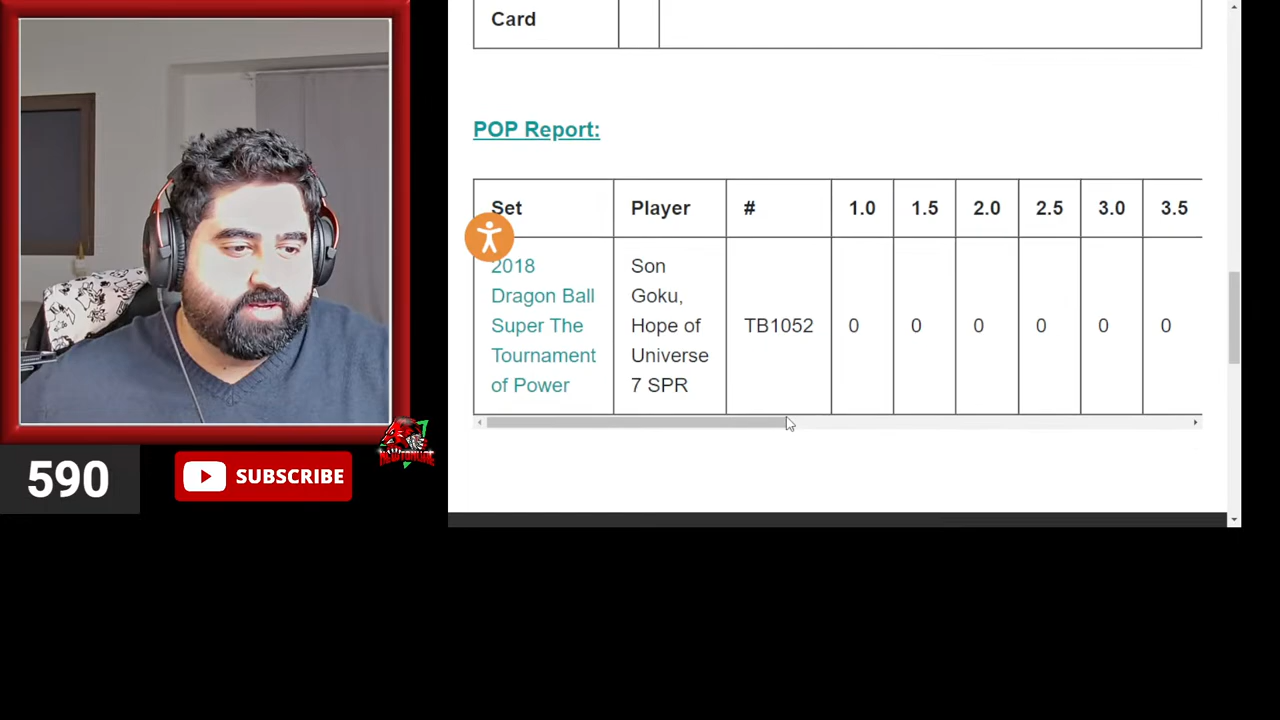 Card
POP Report:
Set Player # 1.0 1.5 2.0 2.5 3.0 3.5
2018
Dragon Ball
Super The
Tournament
of Power
Son
Goku,
Hope of
Universe
7 SPR
TB1052 0 0 0 0 0 0
590
SUBSCRIBE